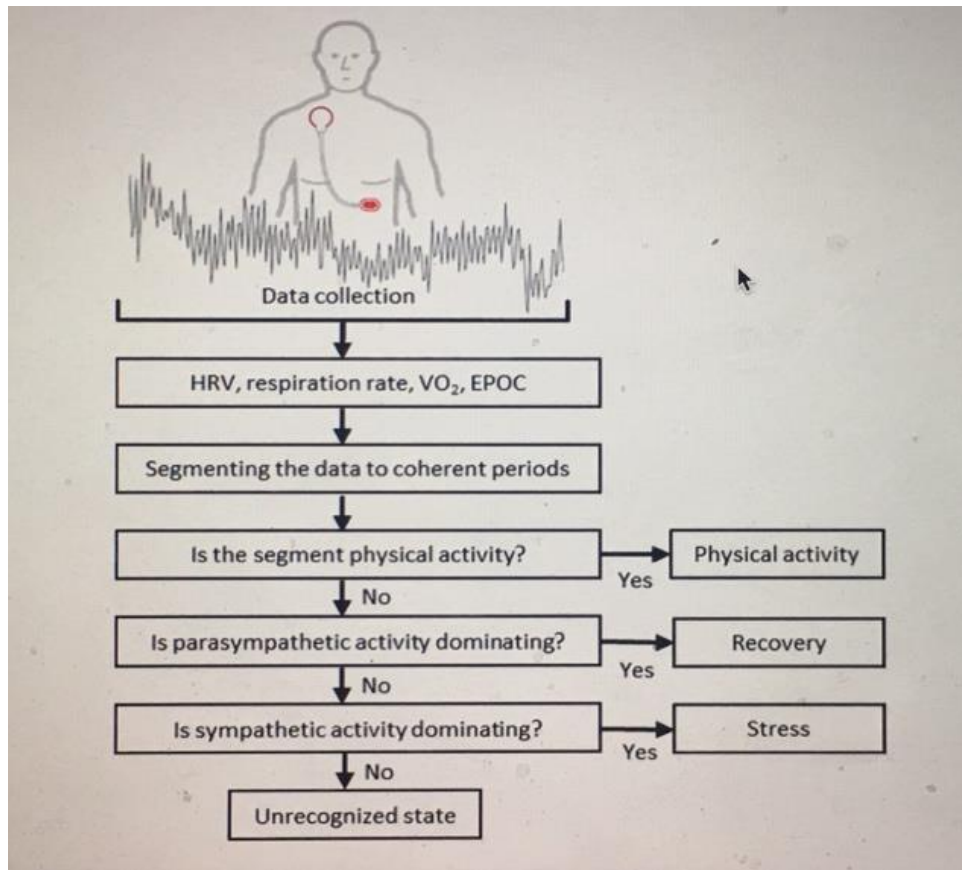 Data collection
HRV, respiration rate, VO₂, EPOC
Segmenting the data to coherent periods
Is the segment physical activity?
Yes
Physical activity
No
Is parasympathetic activity dominating?
Yes
Recovery
No
Is sympathetic activity dominating?
Yes
Stress
No
Unrecognized state